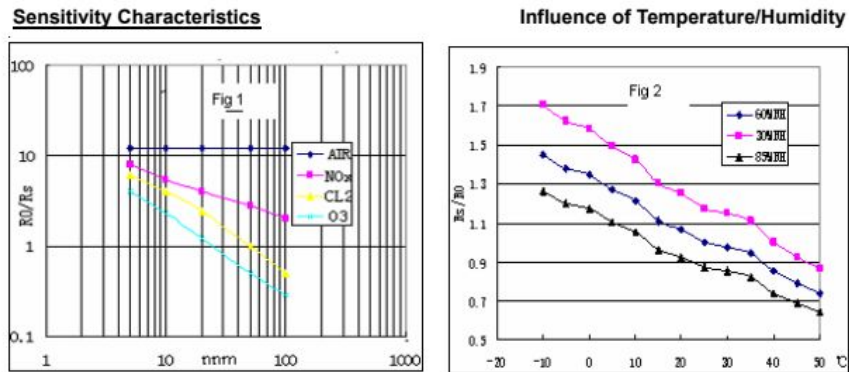 Sensitivity Characteristics
Influence of Temperature/Humidity
Fig 1
100
10
1
0.1
R0/Rs
AIR
NOx
CL2
O3
1
10
100
1000
nnm
Fig 2
1.9
1.7
1.5
1.3
1.1
0.9
0.7
0.5
Rs/R0
60%RH
30%RH
85%RH
-20
-10
0
10
20
30
40
50
℃